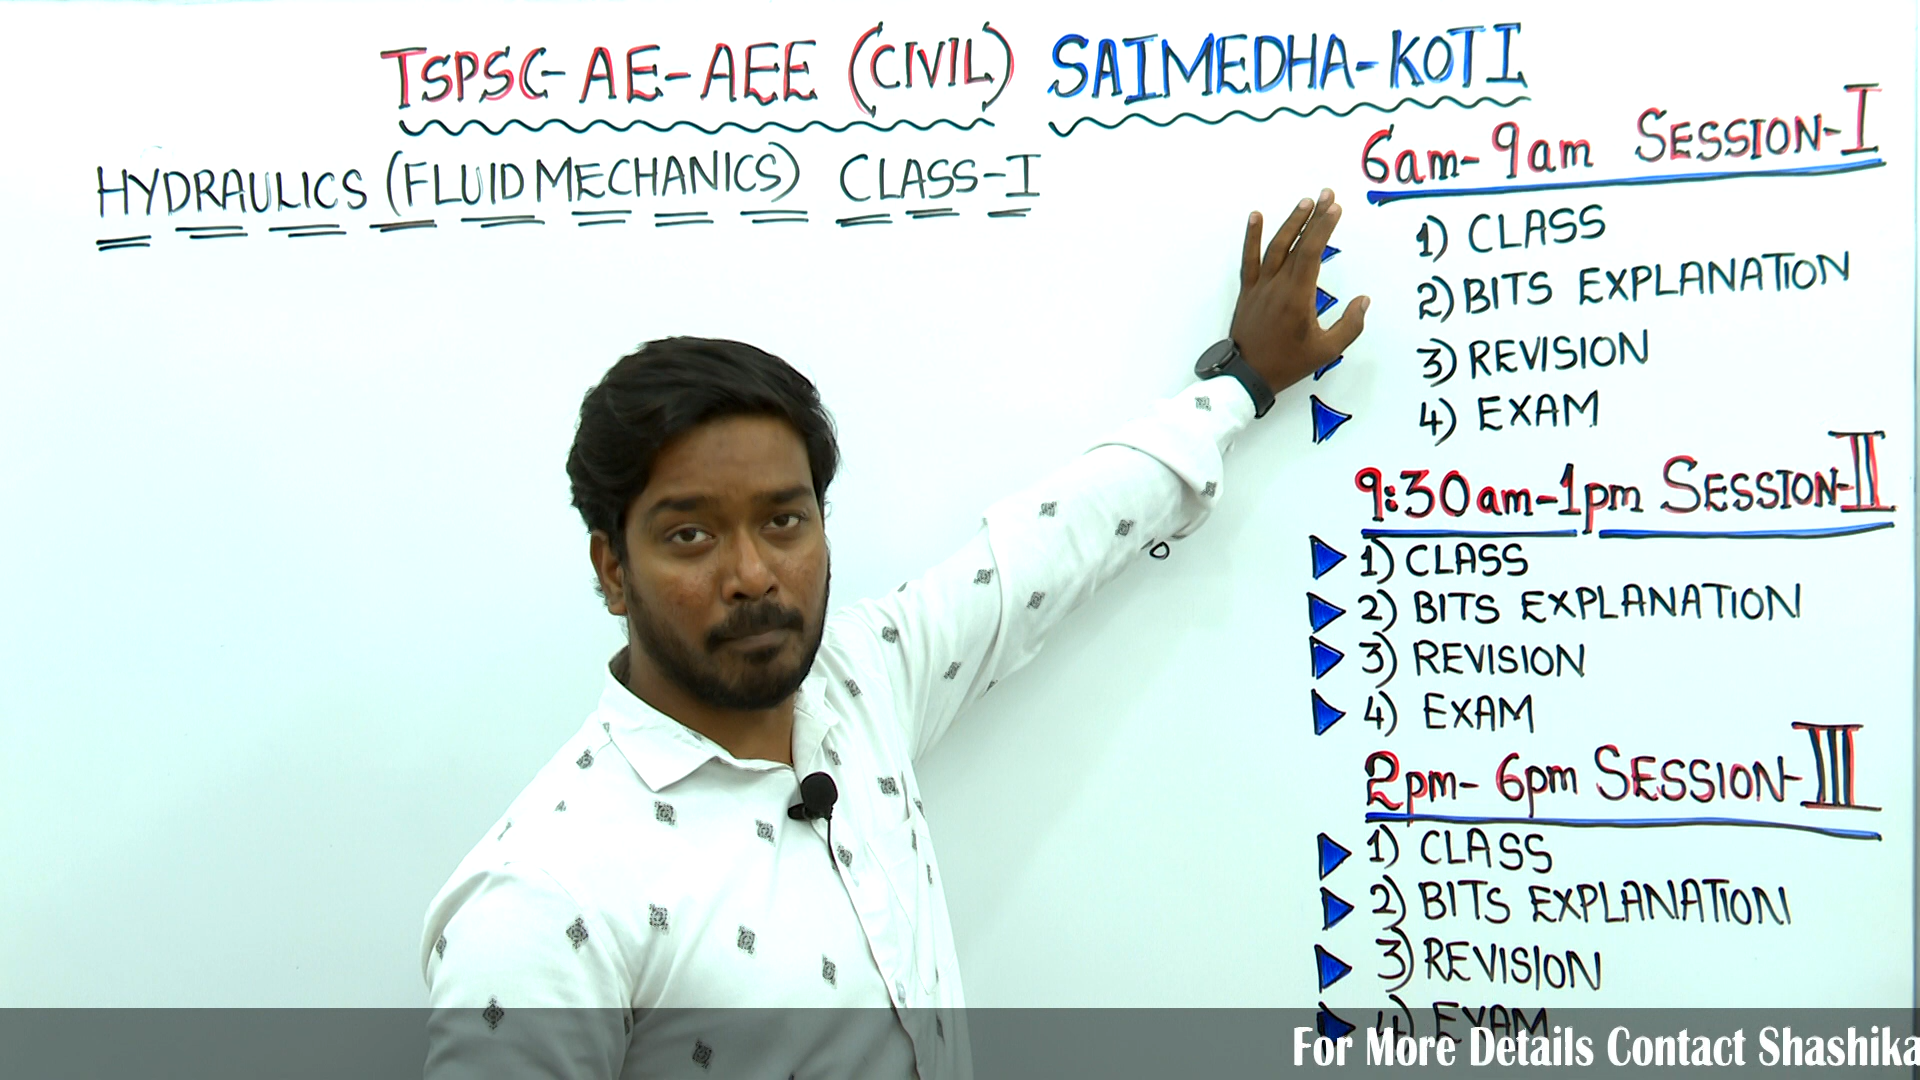 TSPSC-AE-AEE (CIVIL) SAIMEDHA-KOTI
HYDRAULICS (FLUID MECHANICS) CLASS-I
6am-9am SESSION-I
1) CLASS
2) BITS EXPLANATION
3) REVISION
4) EXAM
9:30am-1pm SESSION-II
1) CLASS
2) BITS EXPLANATION
3) REVISION
4) EXAM
2pm-6pm SESSION-III
1) CLASS
2) BITS EXPLANATION
3) REVISION
4) EXAM
For More Details Contact Shashika